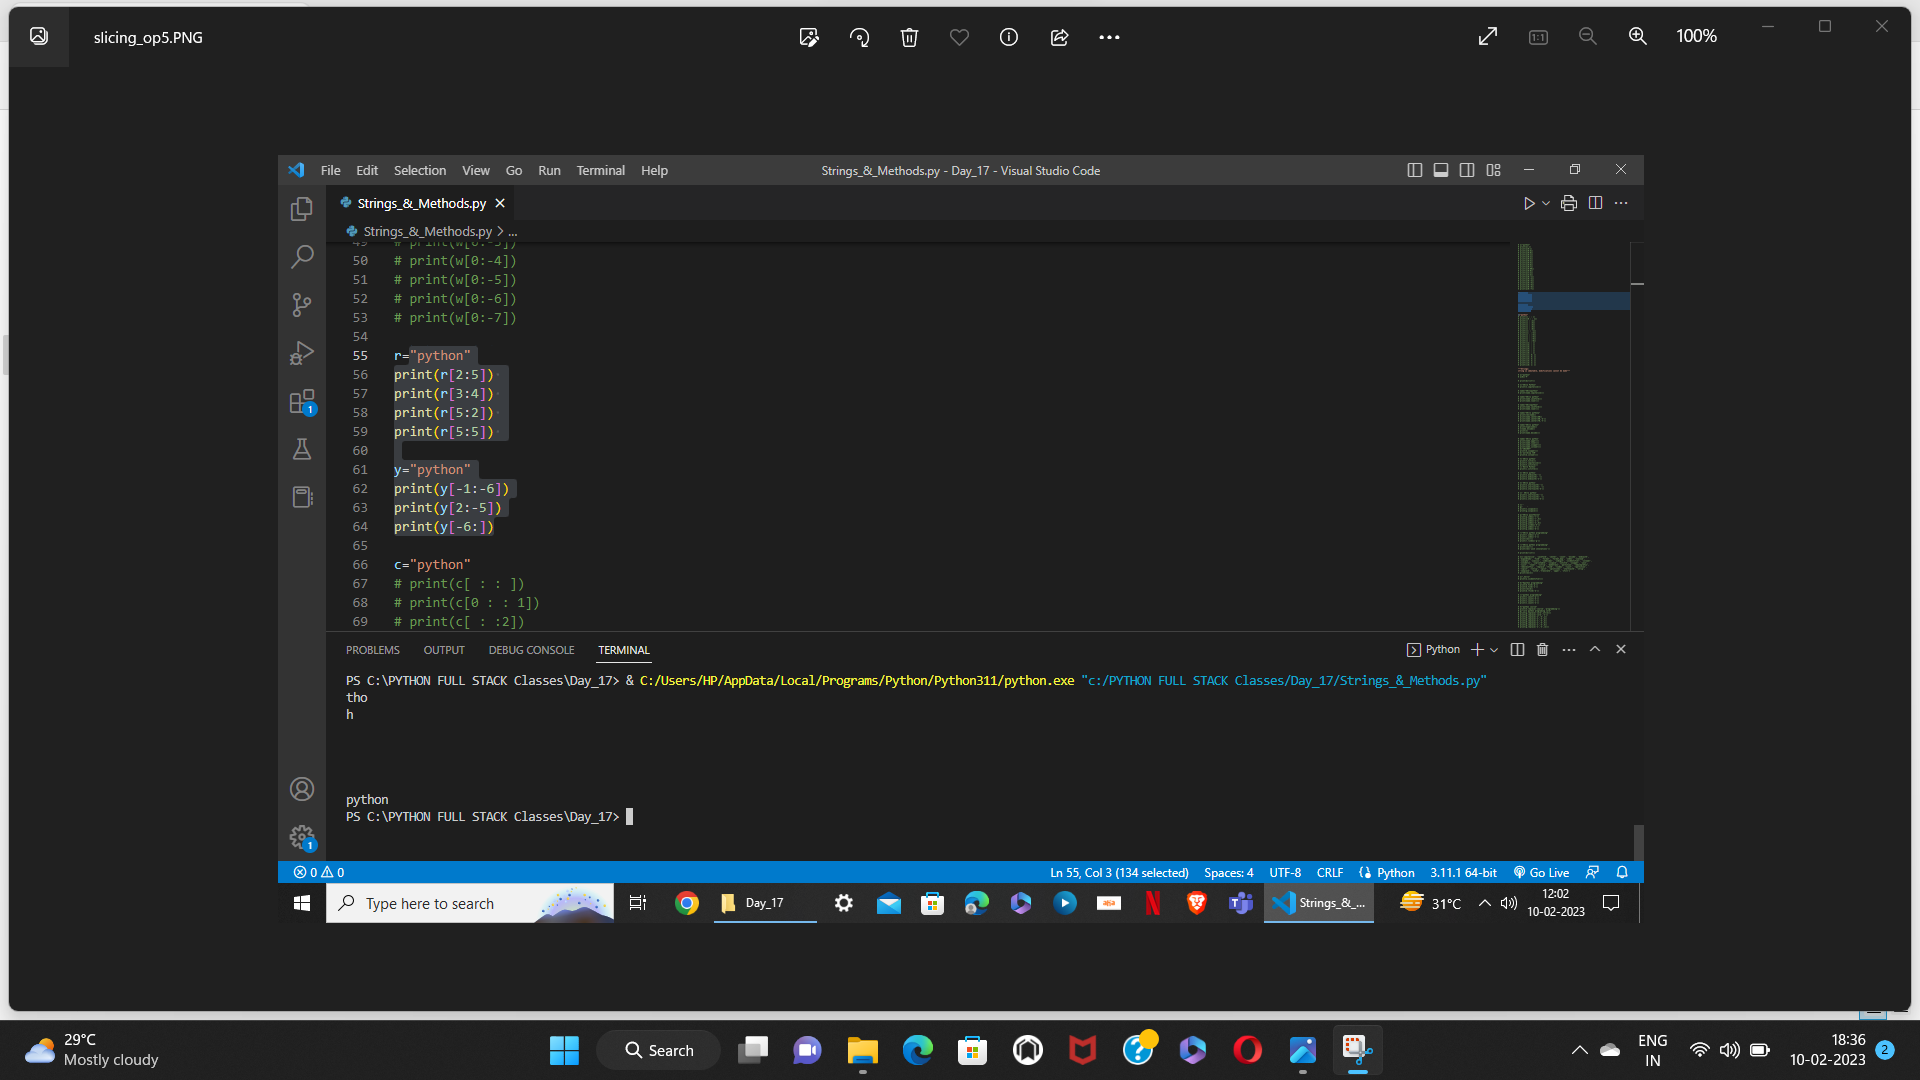 slicing_op5.PNG
100%
File Edit Selection View Go Run Terminal Help
Strings_&_Methods.py - Day_17 - Visual Studio Code
Strings_&_Methods.py
Strings_&_Methods.py > ...
50 # print(w[0:-4])
51 # print(w[0:-5])
52 # print(w[0:-6])
53 # print(w[0:-7])
54
55 r="python"
56 print(r[2:5])
57 print(r[3:4])
58 print(r[5:2])
59 print(r[5:5])
60
61 y="python"
62 print(y[-1:-6])
63 print(y[2:-5])
64 print(y[-6:])
65
66 c="python"
67 # print(c[ : : ])
68 # print(c[0 : : 1])
69 # print(c[ : :2])
PROBLEMS OUTPUT DEBUG CONSOLE TERMINAL
Python
PS C:\PYTHON FULL STACK Classes\Day_17> & C:/Users/HP/AppData/Local/Programs/Python/Python311/python.exe "c:/PYTHON FULL STACK Classes/Day_17/Strings_&_Methods.py"
tho
h
python
PS C:\PYTHON FULL STACK Classes\Day_17>
0 0 Ln 55, Col 3 (134 selected) Spaces: 4 UTF-8 CRLF Python 3.11.1 64-bit Go Live
Type here to search
Day_17
Strings_&_...
31°C
12:02
10-02-2023
29°C
Mostly cloudy
Search
ENG
IN
18:36
10-02-2023
2